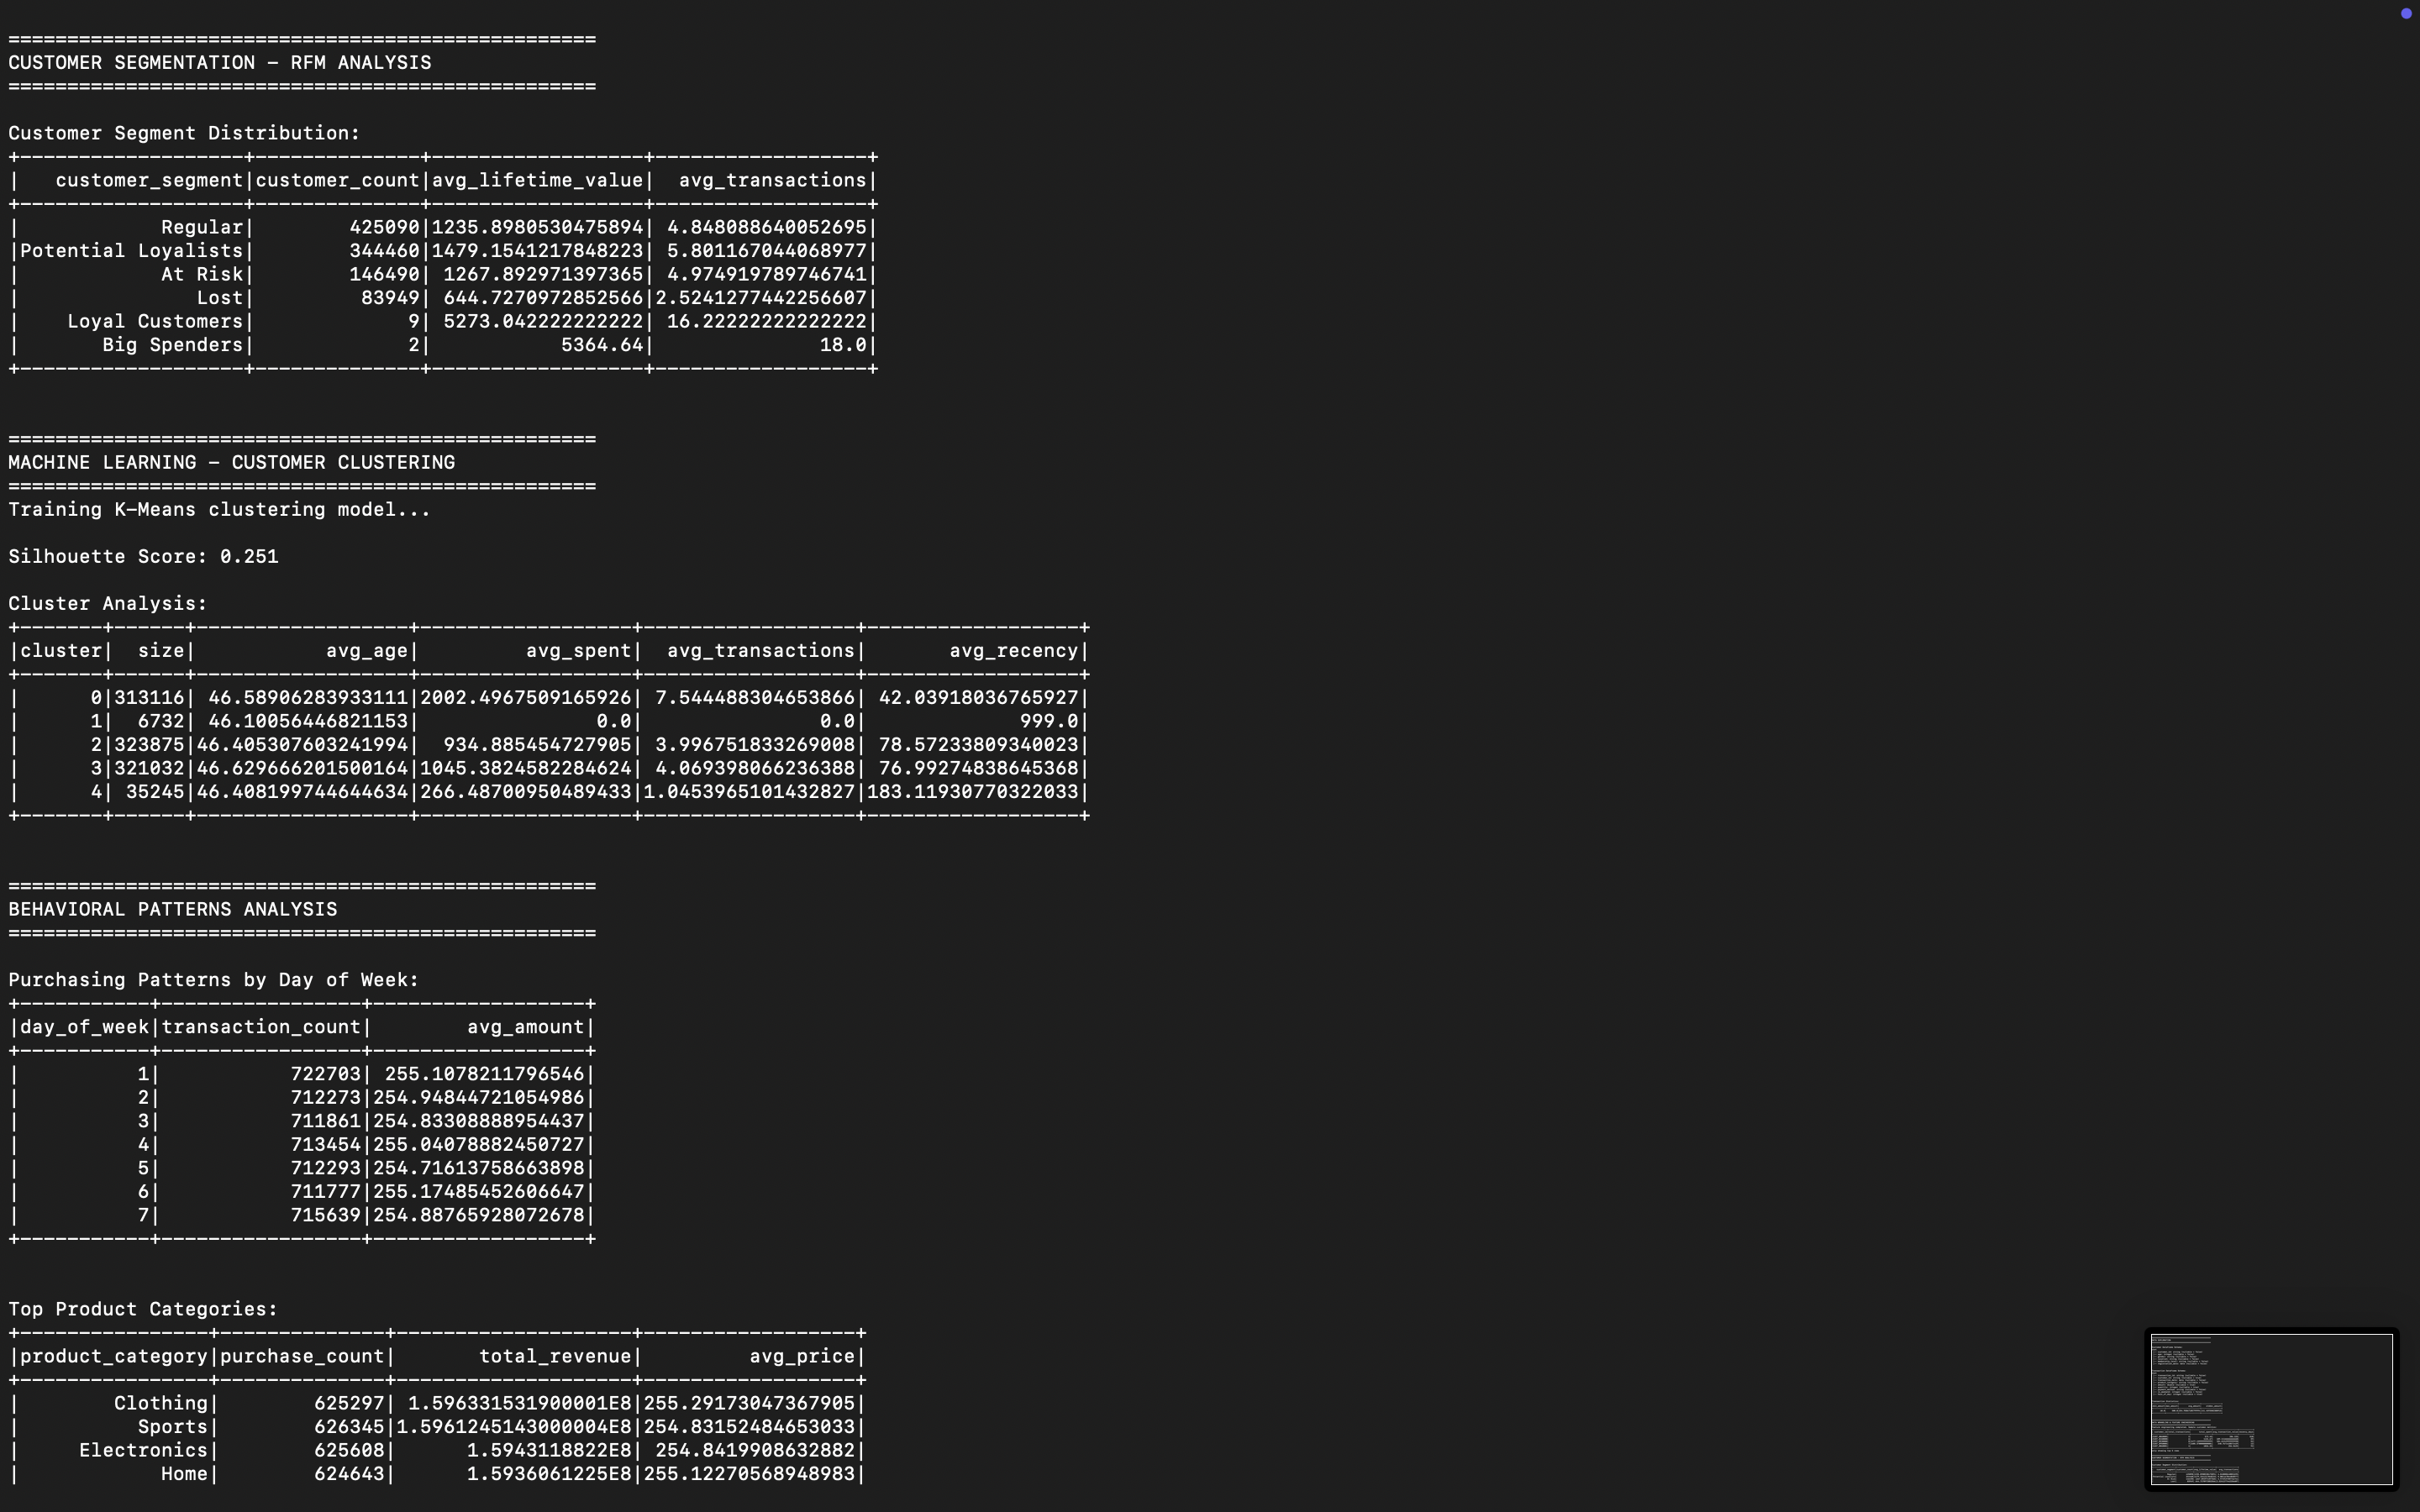 ==================================================
CUSTOMER SEGMENTATION - RFM ANALYSIS
==================================================
Customer Segment Distribution:
+-------------------+--------------+------------------+------------------+
|   customer_segment|customer_count|avg_lifetime_value|  avg_transactions|
+-------------------+--------------+------------------+------------------+
|            Regular|        425090|1235.8980530475894| 4.848088640052695|
|Potential Loyalists|        344460|1479.1541217848223| 5.801167044068977|
|            At Risk|        146490| 1267.892971397365| 4.974919789746741|
|               Lost|         83949| 644.7270972852566|2.5241277442256607|
|    Loyal Customers|             9| 5273.042222222222| 16.22222222222222|
|       Big Spenders|             2|           5364.64|              18.0|
+-------------------+--------------+------------------+------------------+
==================================================
MACHINE LEARNING - CUSTOMER CLUSTERING
==================================================
Training K-Means clustering model...
Silhouette Score: 0.251
Cluster Analysis:
+-------+------+------------------+------------------+------------------+------------------+
|cluster|  size|           avg_age|         avg_spent|  avg_transactions|       avg_recency|
+-------+------+------------------+------------------+------------------+------------------+
|      0|313116| 46.58906283933111|2002.4967509165926| 7.544488304653866| 42.03918036765927|
|      1|  6732| 46.10056446821153|               0.0|               0.0|             999.0|
|      2|323875|46.405307603241994|  934.885454727905| 3.996751833269008| 78.57233809340023|
|      3|321032|46.629666201500164|1045.3824582284624| 4.069398066236388| 76.99274838645368|
|      4| 35245|46.408199744644634|266.48700950489433|1.0453965101432827|183.11930770322033|
+-------+------+------------------+------------------+------------------+------------------+
==================================================
BEHAVIORAL PATTERNS ANALYSIS
==================================================
Purchasing Patterns by Day of Week:
+-----------+-----------------+------------------+
|day_of_week|transaction_count|        avg_amount|
+-----------+-----------------+------------------+
|          1|           722703| 255.1078211796546|
|          2|           712273|254.94844721054986|
|          3|           711861|254.83308888954437|
|          4|           713454|255.04078882450727|
|          5|           712293|254.71613758663898|
|          6|           711777|255.17485452606647|
|          7|           715639|254.88765928072678|
+-----------+-----------------+------------------+
Top Product Categories:
+----------------+--------------+--------------------+------------------+
|product_category|purchase_count|       total_revenue|         avg_price|
+----------------+--------------+--------------------+------------------+
|        Clothing|        625297| 1.596331531900001E8|255.29173047367905|
|          Sports|        626345|1.5961245143000004E8|254.83152484653033|
|     Electronics|        625608|      1.5943118822E8| 254.8419908632882|
|            Home|        624643|      1.5936061225E8|255.12270568948983|